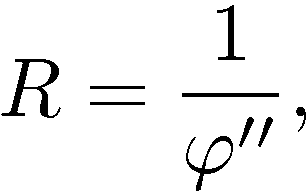 R = \frac{1}{\varphi''},